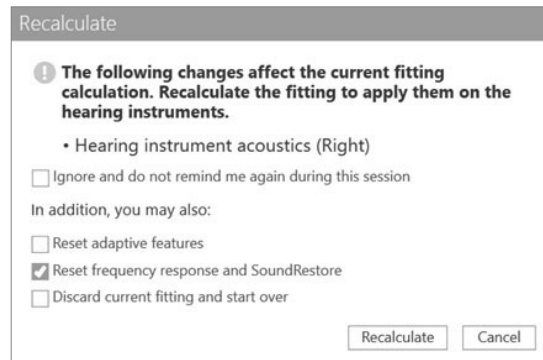 Recalculate
The following changes affect the current fitting
calculation. Recalculate the fitting to apply them on the
hearing instruments.
• Hearing instrument acoustics (Right)
Ignore and do not remind me again during this session
In addition, you may also:
Reset adaptive features
Reset frequency response and SoundRestore
Discard current fitting and start over
Recalculate Cancel